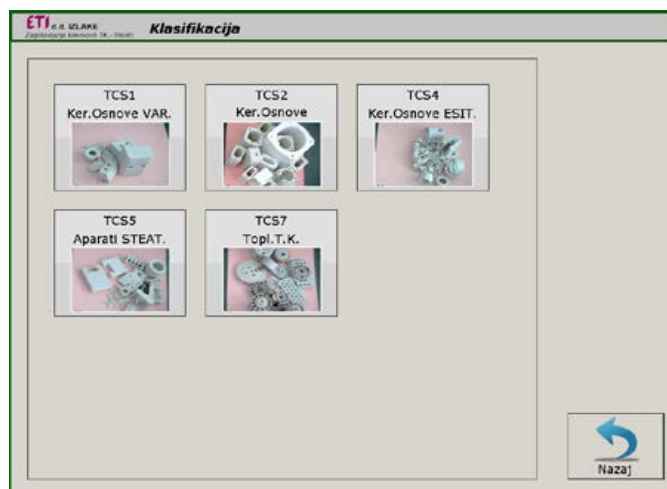 ETI d.d. IZLAKE
Klasifikacija
TCS1
Ker.Osnove VAR.
TCS2
Ker.Osnove
TCS4
Ker.Osnove ESIT.
TCS5
Aparati STEAT.
TCS7
Topl.T.K.
Nazaj